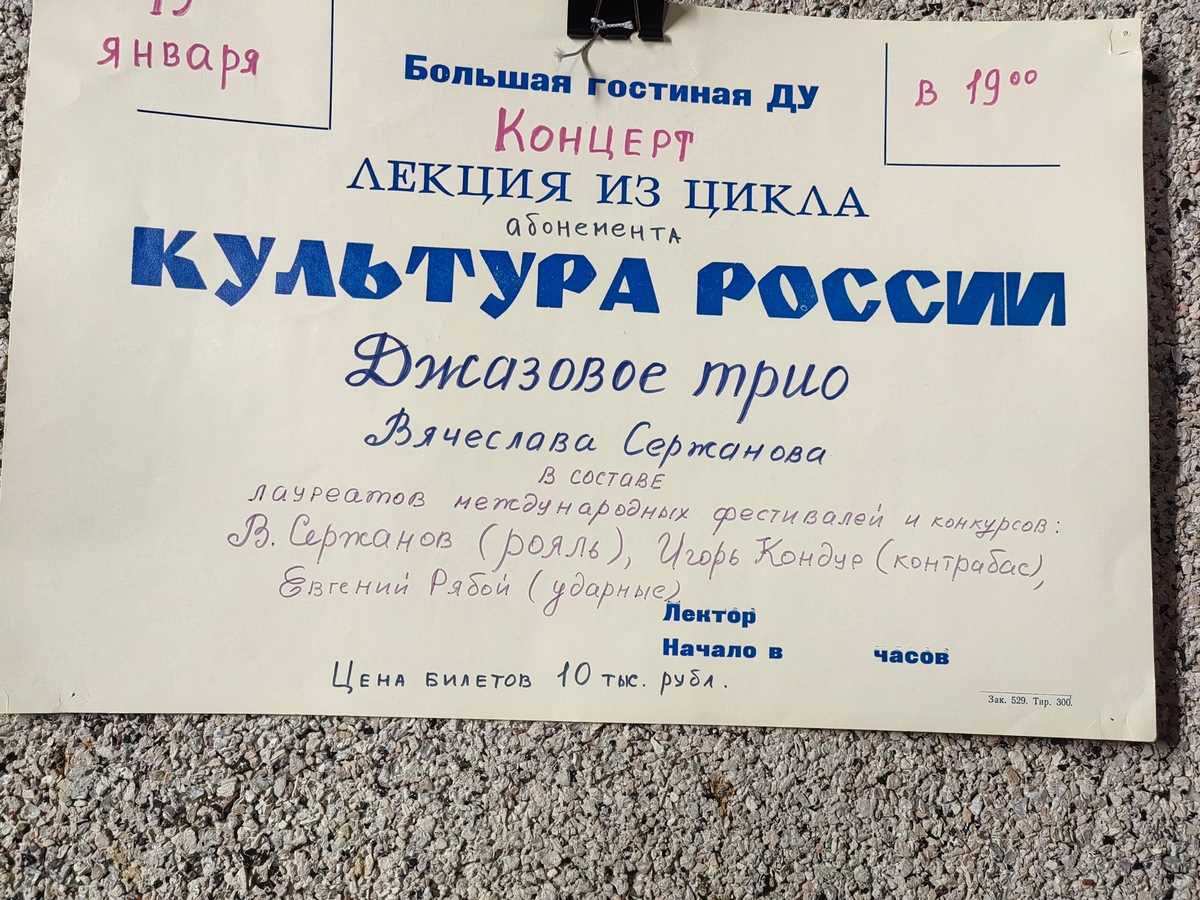 января
Большая гостиная ДУ
в 19⁰⁰
Концерт
ЛЕКЦИЯ ИЗ ЦИКЛА
абонемента
КУЛЬТУРА РОССИИ
Джазовое трио
Вячеслава Сержанова
в составе
лауреатов международных фестивалей и конкурсов:
В. Сержанов (рояль), Игорь Кондур (контрабас),
Евгений Рябой (ударные)
Лектор
Начало в часов
Цена билетов 10 тыс. рубл.
Зак. 529. Тир. 300.